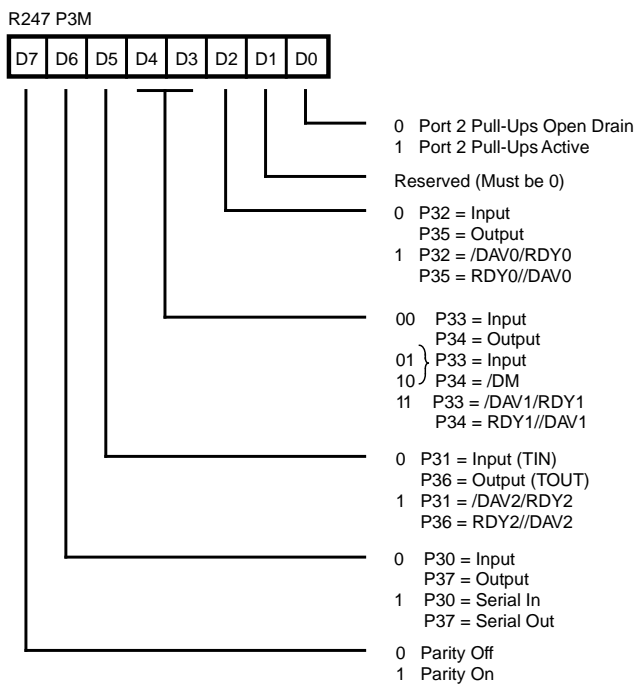 R247 P3M
D7 D6 D5 D4 D3 D2 D1 D0
0 Port 2 Pull-Ups Open Drain
1 Port 2 Pull-Ups Active
Reserved (Must be 0)
0 P32 = Input
P35 = Output
1 P32 = /DAV0/RDY0
P35 = RDY0//DAV0
00 P33 = Input
P34 = Output
01 P33 = Input
10 P34 = /DM
11 P33 = /DAV1/RDY1
P34 = RDY1//DAV1
0 P31 = Input (TIN)
P36 = Output (TOUT)
1 P31 = /DAV2/RDY2
P36 = RDY2//DAV2
0 P30 = Input
P37 = Output
1 P30 = Serial In
P37 = Serial Out
0 Parity Off
1 Parity On